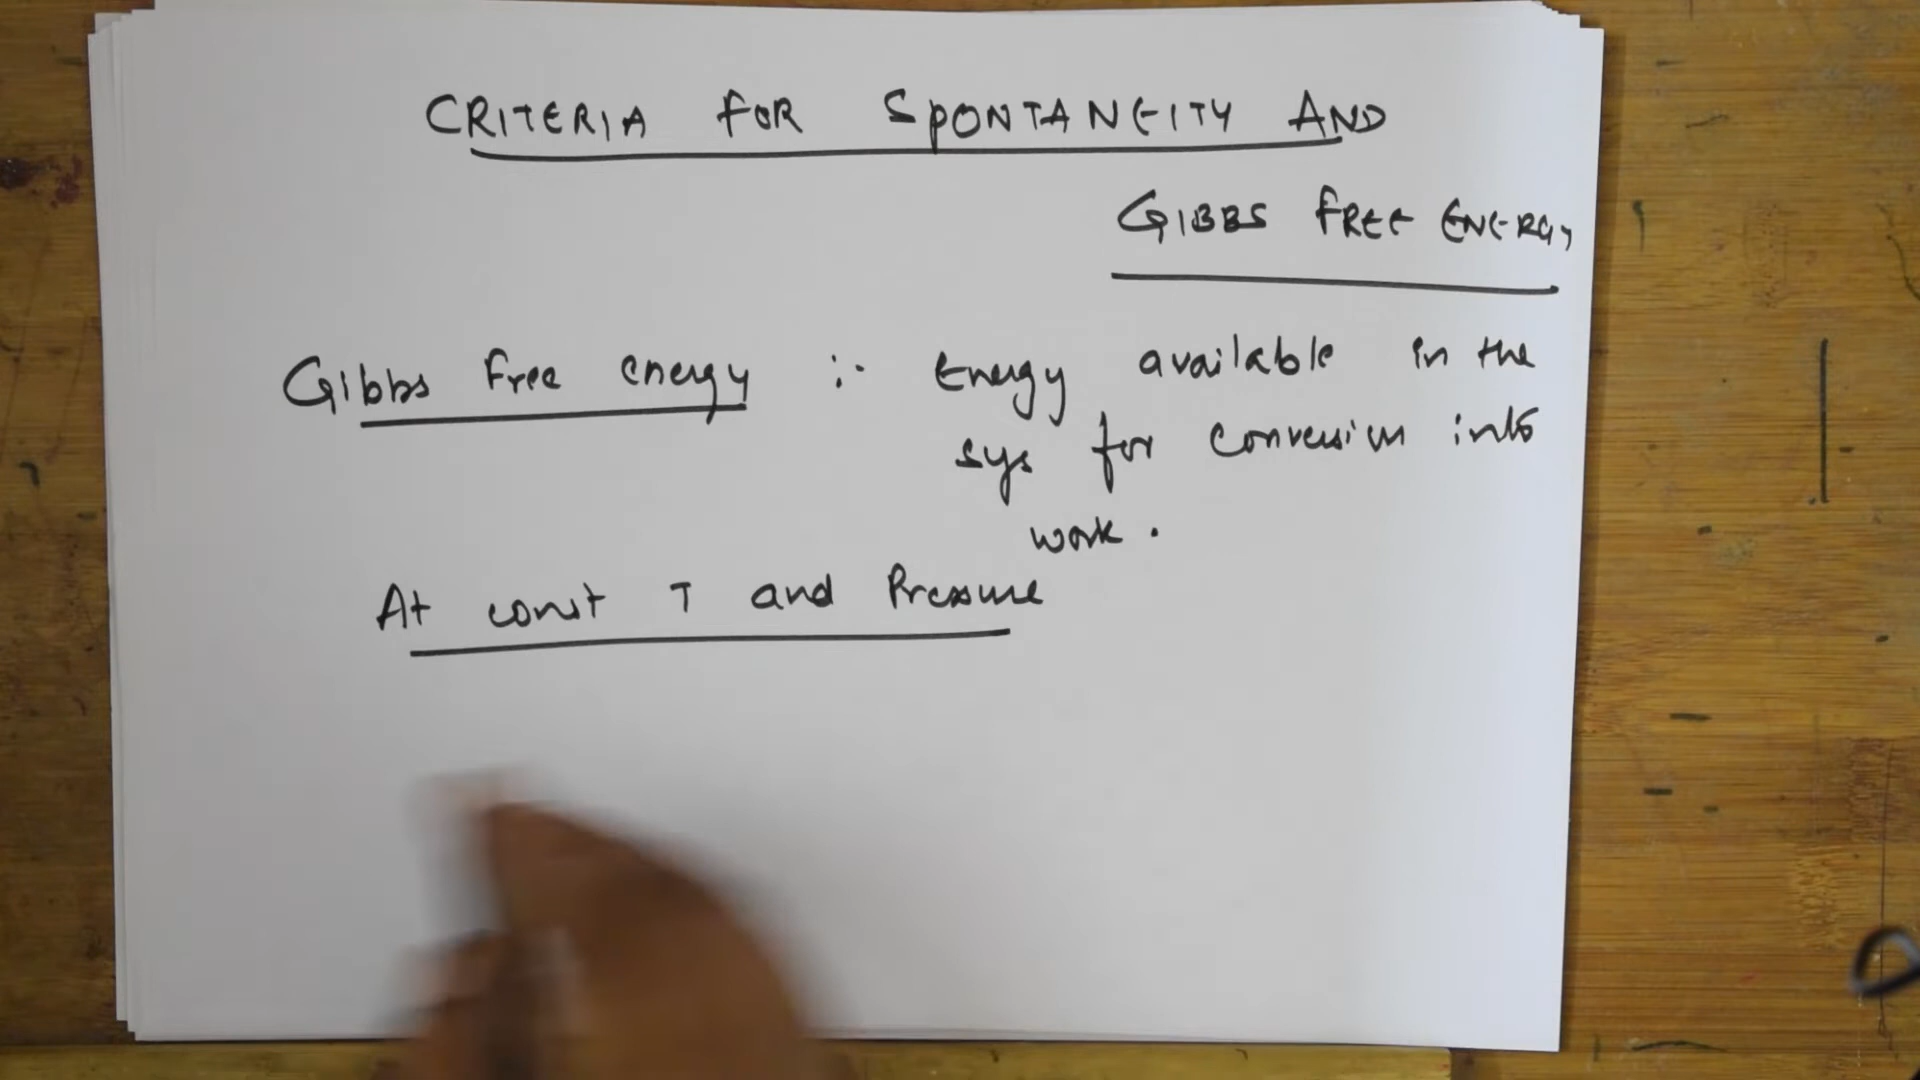 CRITERIA FOR SPONTANEITY AND
GIBBS FREE ENERGY
Gibbs free energy :- Energy available in the
sys for conversion into
work.
At const T and Pressure